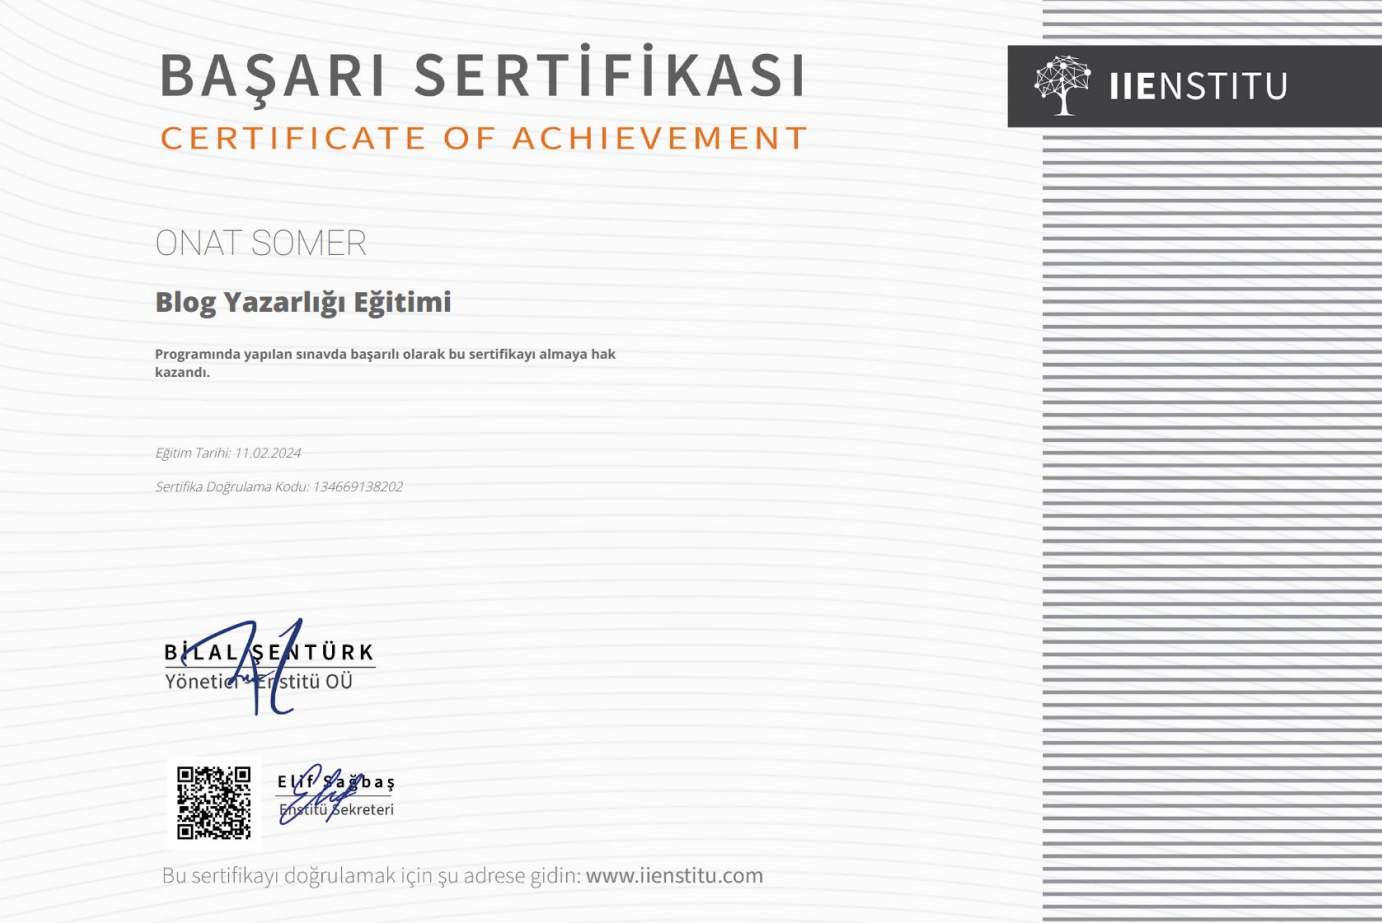 BAŞARI SERTİFİKASI
CERTIFICATE OF ACHIEVEMENT
IIENSTITU
ONAT SOMER
Blog Yazarlığı Eğitimi
Programında yapılan sınavda başarılı olarak bu sertifikayı almaya hak
kazandı.
Eğitim Tarihi: 11.02.2024
Sertifika Doğrulama Kodu: 134669138202
BİLAL ŞENTÜRK
Yönetici - Enstitü OÜ
Elif Sağbaş
Enstitü Sekreteri
Bu sertifikayı doğrulamak için şu adrese gidin: www.iienstitu.com